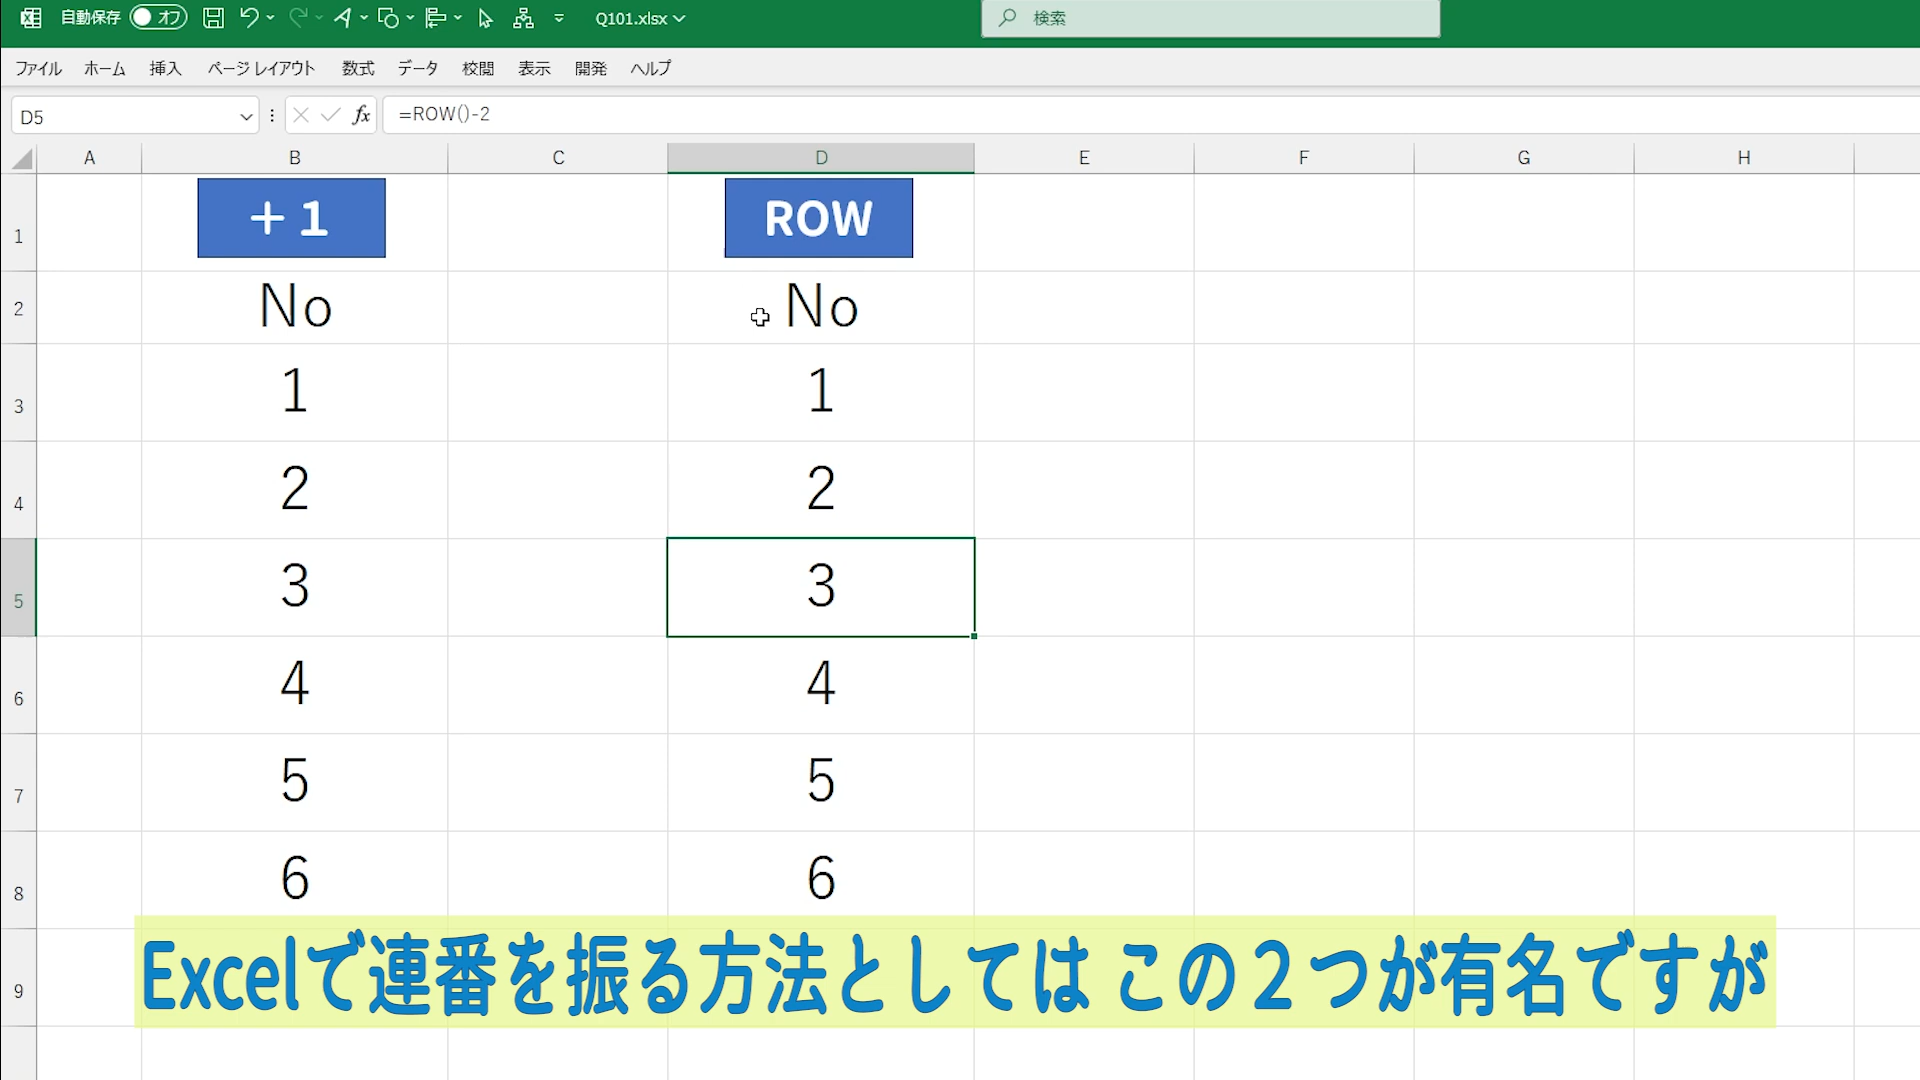 自動保存 オフ Q101.xlsx 検索
ファイル ホーム 挿入 ページ レイアウト 数式 データ 校閲 表示 開発 ヘルプ
D5 fx =ROW()-2
A B C D E F G H
1 ＋１ ROW
2 No No
3 1 1
4 2 2
5 3 3
6 4 4
7 5 5
8 6 6
9
Excelで連番を振る方法としては この２つが有名ですが